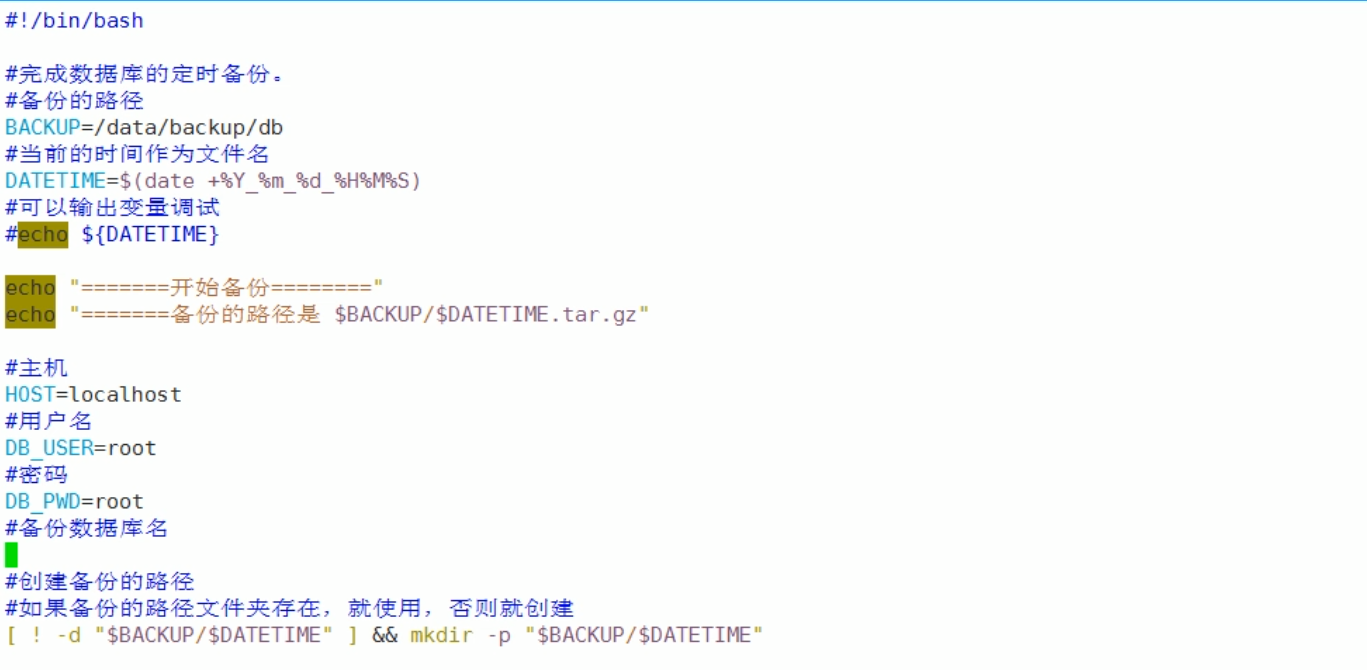 #!/bin/bash
#完成数据库的定时备份。
#备份的路径
BACKUP=/data/backup/db
#当前的时间作为文件名
DATETIME=$(date +%Y_%m_%d_%H%M%S)
#可以输出变量调试
#echo ${DATETIME}
echo "=======开始备份========"
echo "=======备份的路径是 $BACKUP/$DATETIME.tar.gz"
#主机
HOST=localhost
#用户名
DB_USER=root
#密码
DB_PWD=root
#备份数据库名
#创建备份的路径
#如果备份的路径文件夹存在，就使用，否则就创建
[ ! -d "$BACKUP/$DATETIME" ] && mkdir -p "$BACKUP/$DATETIME"